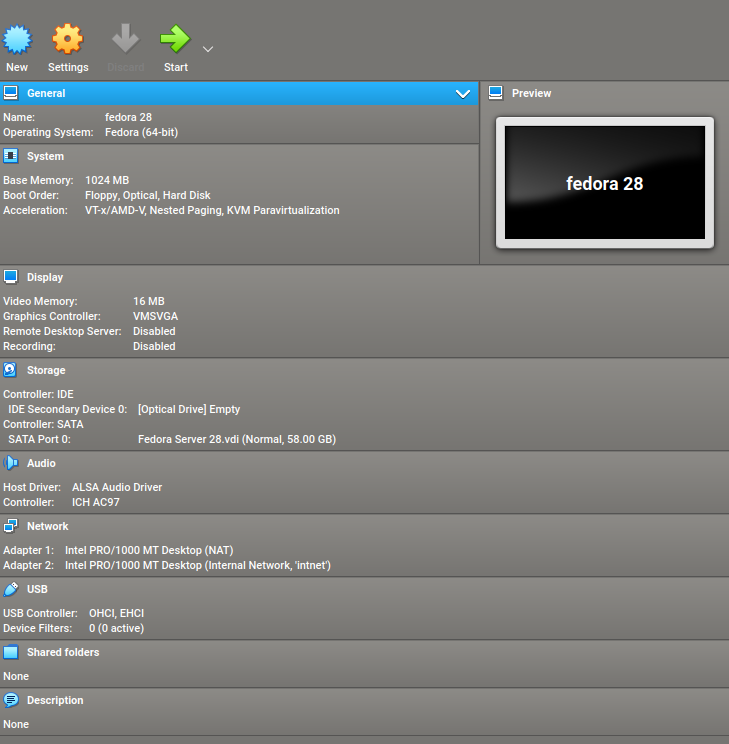 New Settings Discard Start
General
Name: fedora 28
Operating System: Fedora (64-bit)
Preview
fedora 28
System
Base Memory: 1024 MB
Boot Order: Floppy, Optical, Hard Disk
Acceleration: VT-x/AMD-V, Nested Paging, KVM Paravirtualization
Display
Video Memory: 16 MB
Graphics Controller: VMSVGA
Remote Desktop Server: Disabled
Recording: Disabled
Storage
Controller: IDE
IDE Secondary Device 0: [Optical Drive] Empty
Controller: SATA
SATA Port 0: Fedora Server 28.vdi (Normal, 58.00 GB)
Audio
Host Driver: ALSA Audio Driver
Controller: ICH AC97
Network
Adapter 1: Intel PRO/1000 MT Desktop (NAT)
Adapter 2: Intel PRO/1000 MT Desktop (Internal Network, 'intnet')
USB
USB Controller: OHCI, EHCI
Device Filters: 0 (0 active)
Shared folders
None
Description
None